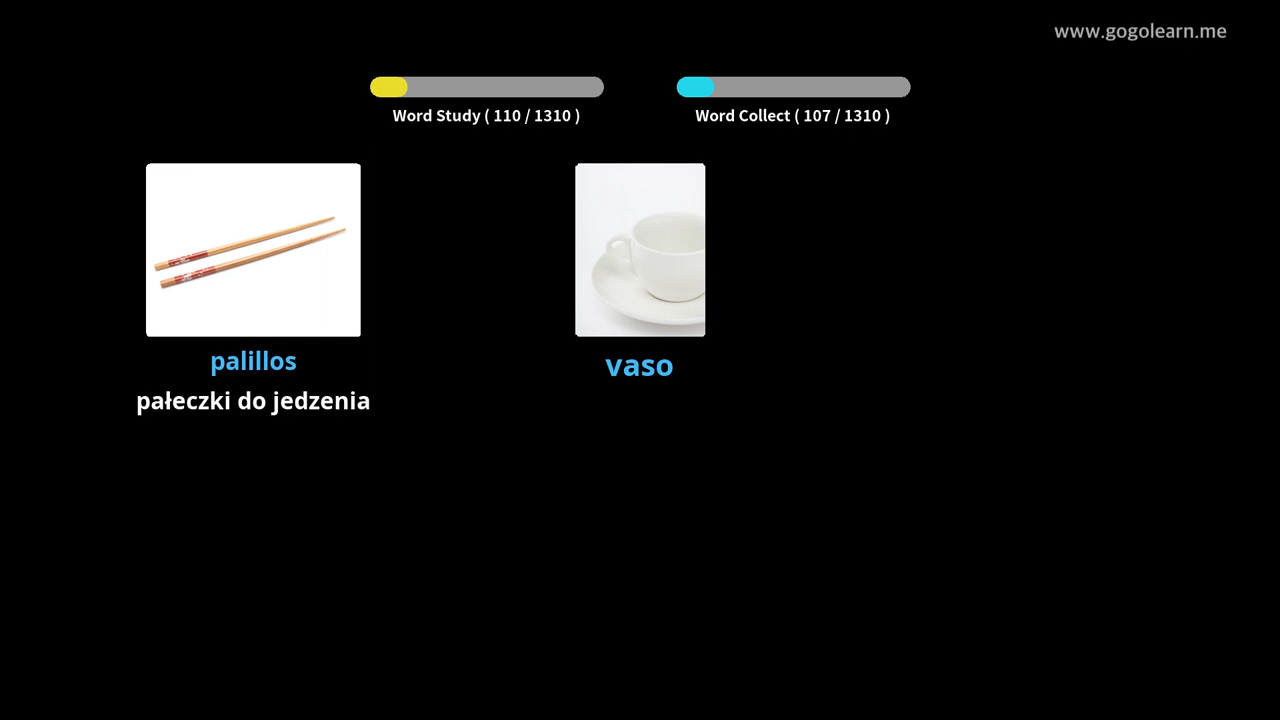 www.gogolearn.me
Word Study ( 110 / 1310 )
Word Collect ( 107 / 1310 )
palillos
pałeczki do jedzenia
vaso